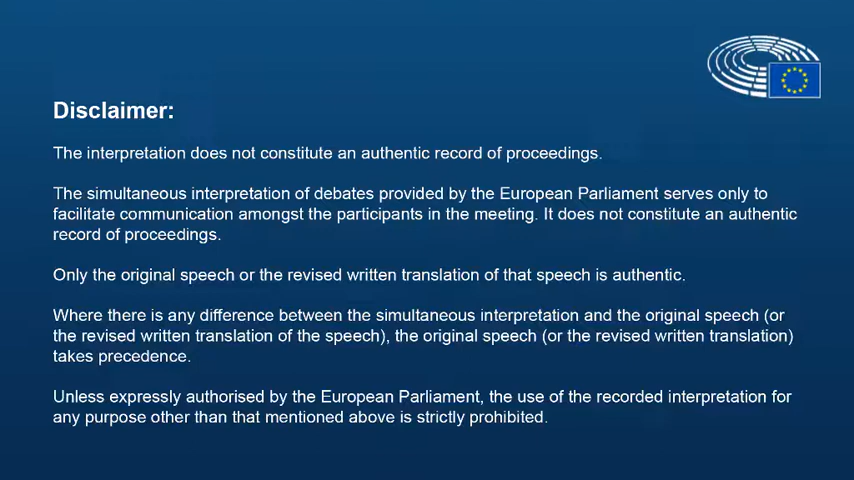 Disclaimer:
The interpretation does not constitute an authentic record of proceedings.
The simultaneous interpretation of debates provided by the European Parliament serves only to
facilitate communication amongst the participants in the meeting. It does not constitute an authentic
record of proceedings.
Only the original speech or the revised written translation of that speech is authentic.
Where there is any difference between the simultaneous interpretation and the original speech (or
the revised written translation of the speech), the original speech (or the revised written translation)
takes precedence.
Unless expressly authorised by the European Parliament, the use of the recorded interpretation for
any purpose other than that mentioned above is strictly prohibited.